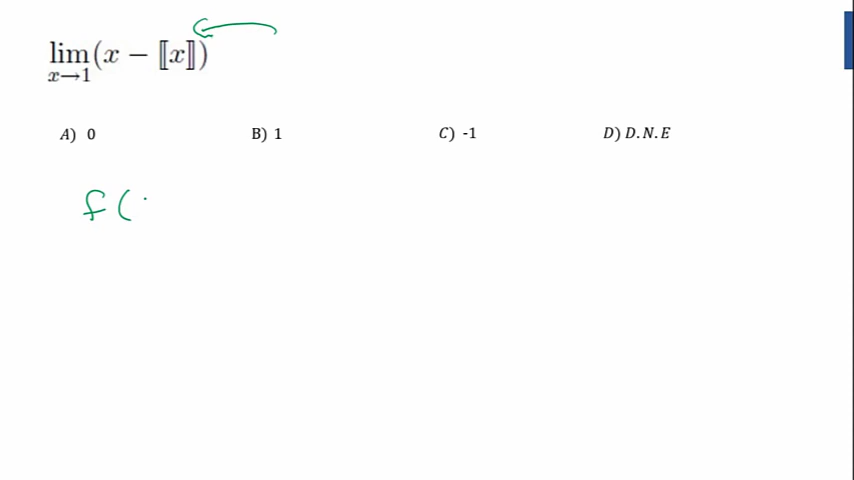 lim(x − ⟦x⟧)
x→1
A) 0 B) 1 C) -1 D) D.N.E
f(